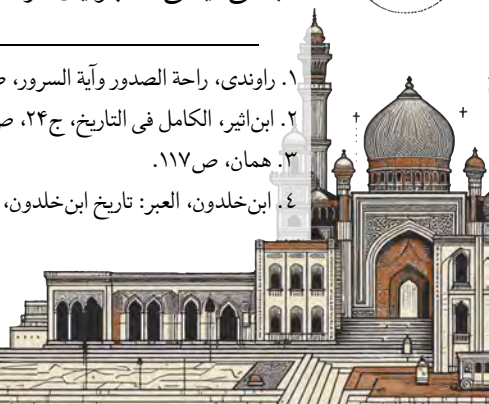 ۱. راوندی، راحة الصدور وآیة السرور،
۲. ابن‌اثیر، الکامل فی التاریخ، ج۲۴،
۳. همان، ص۱۱۷.
٤. ابن‌خلدون، العبر: تاریخ ابن‌خلدون،